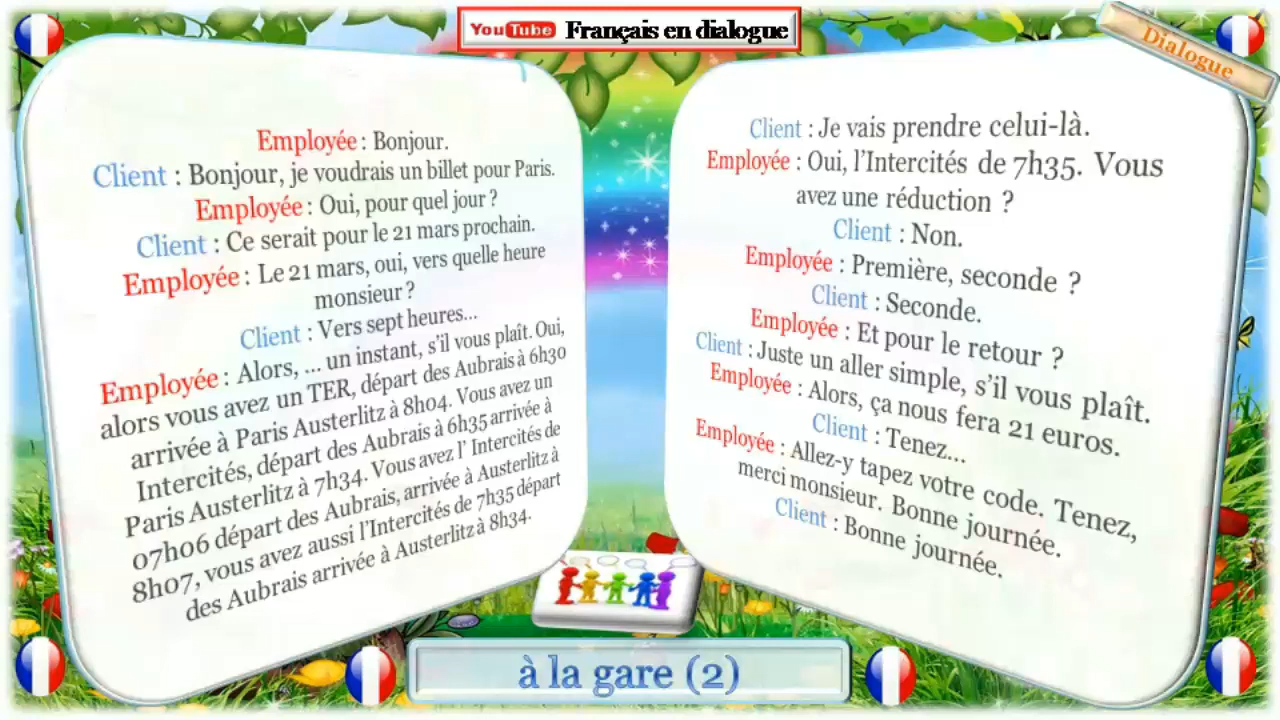 YouTube Français en dialogue
Dialogue
Employée : Bonjour.
Client : Bonjour, je voudrais un billet pour Paris.
Employée : Oui, pour quel jour ?
Client : Ce serait pour le 21 mars prochain.
Employée : Le 21 mars, oui, vers quelle heure
monsieur ?
Client : Vers sept heures...
Employée : Alors, ... un instant, s'il vous plaît. Oui,
alors vous avez un TER, départ des Aubrais à 6h30
arrivée à Paris Austerlitz à 8h04. Vous avez un
Intercités, départ des Aubrais à 6h35 arrivée à
Paris Austerlitz à 7h34. Vous avez l' Intercités de
07h06 départ des Aubrais, arrivée à Austerlitz à
8h07, vous avez aussi l'Intercités de 7h35 départ
des Aubrais arrivée à Austerlitz à 8h34.
Client : Je vais prendre celui-là.
Employée : Oui, l'Intercités de 7h35. Vous
avez une réduction ?
Client : Non.
Employée : Première, seconde ?
Client : Seconde.
Employée : Et pour le retour ?
Client : Juste un aller simple, s'il vous plaît.
Employée : Alors, ça nous fera 21 euros.
Client : Tenez...
Employée : Allez-y tapez votre code. Tenez,
merci monsieur. Bonne journée.
Client : Bonne journée.
à la gare (2)